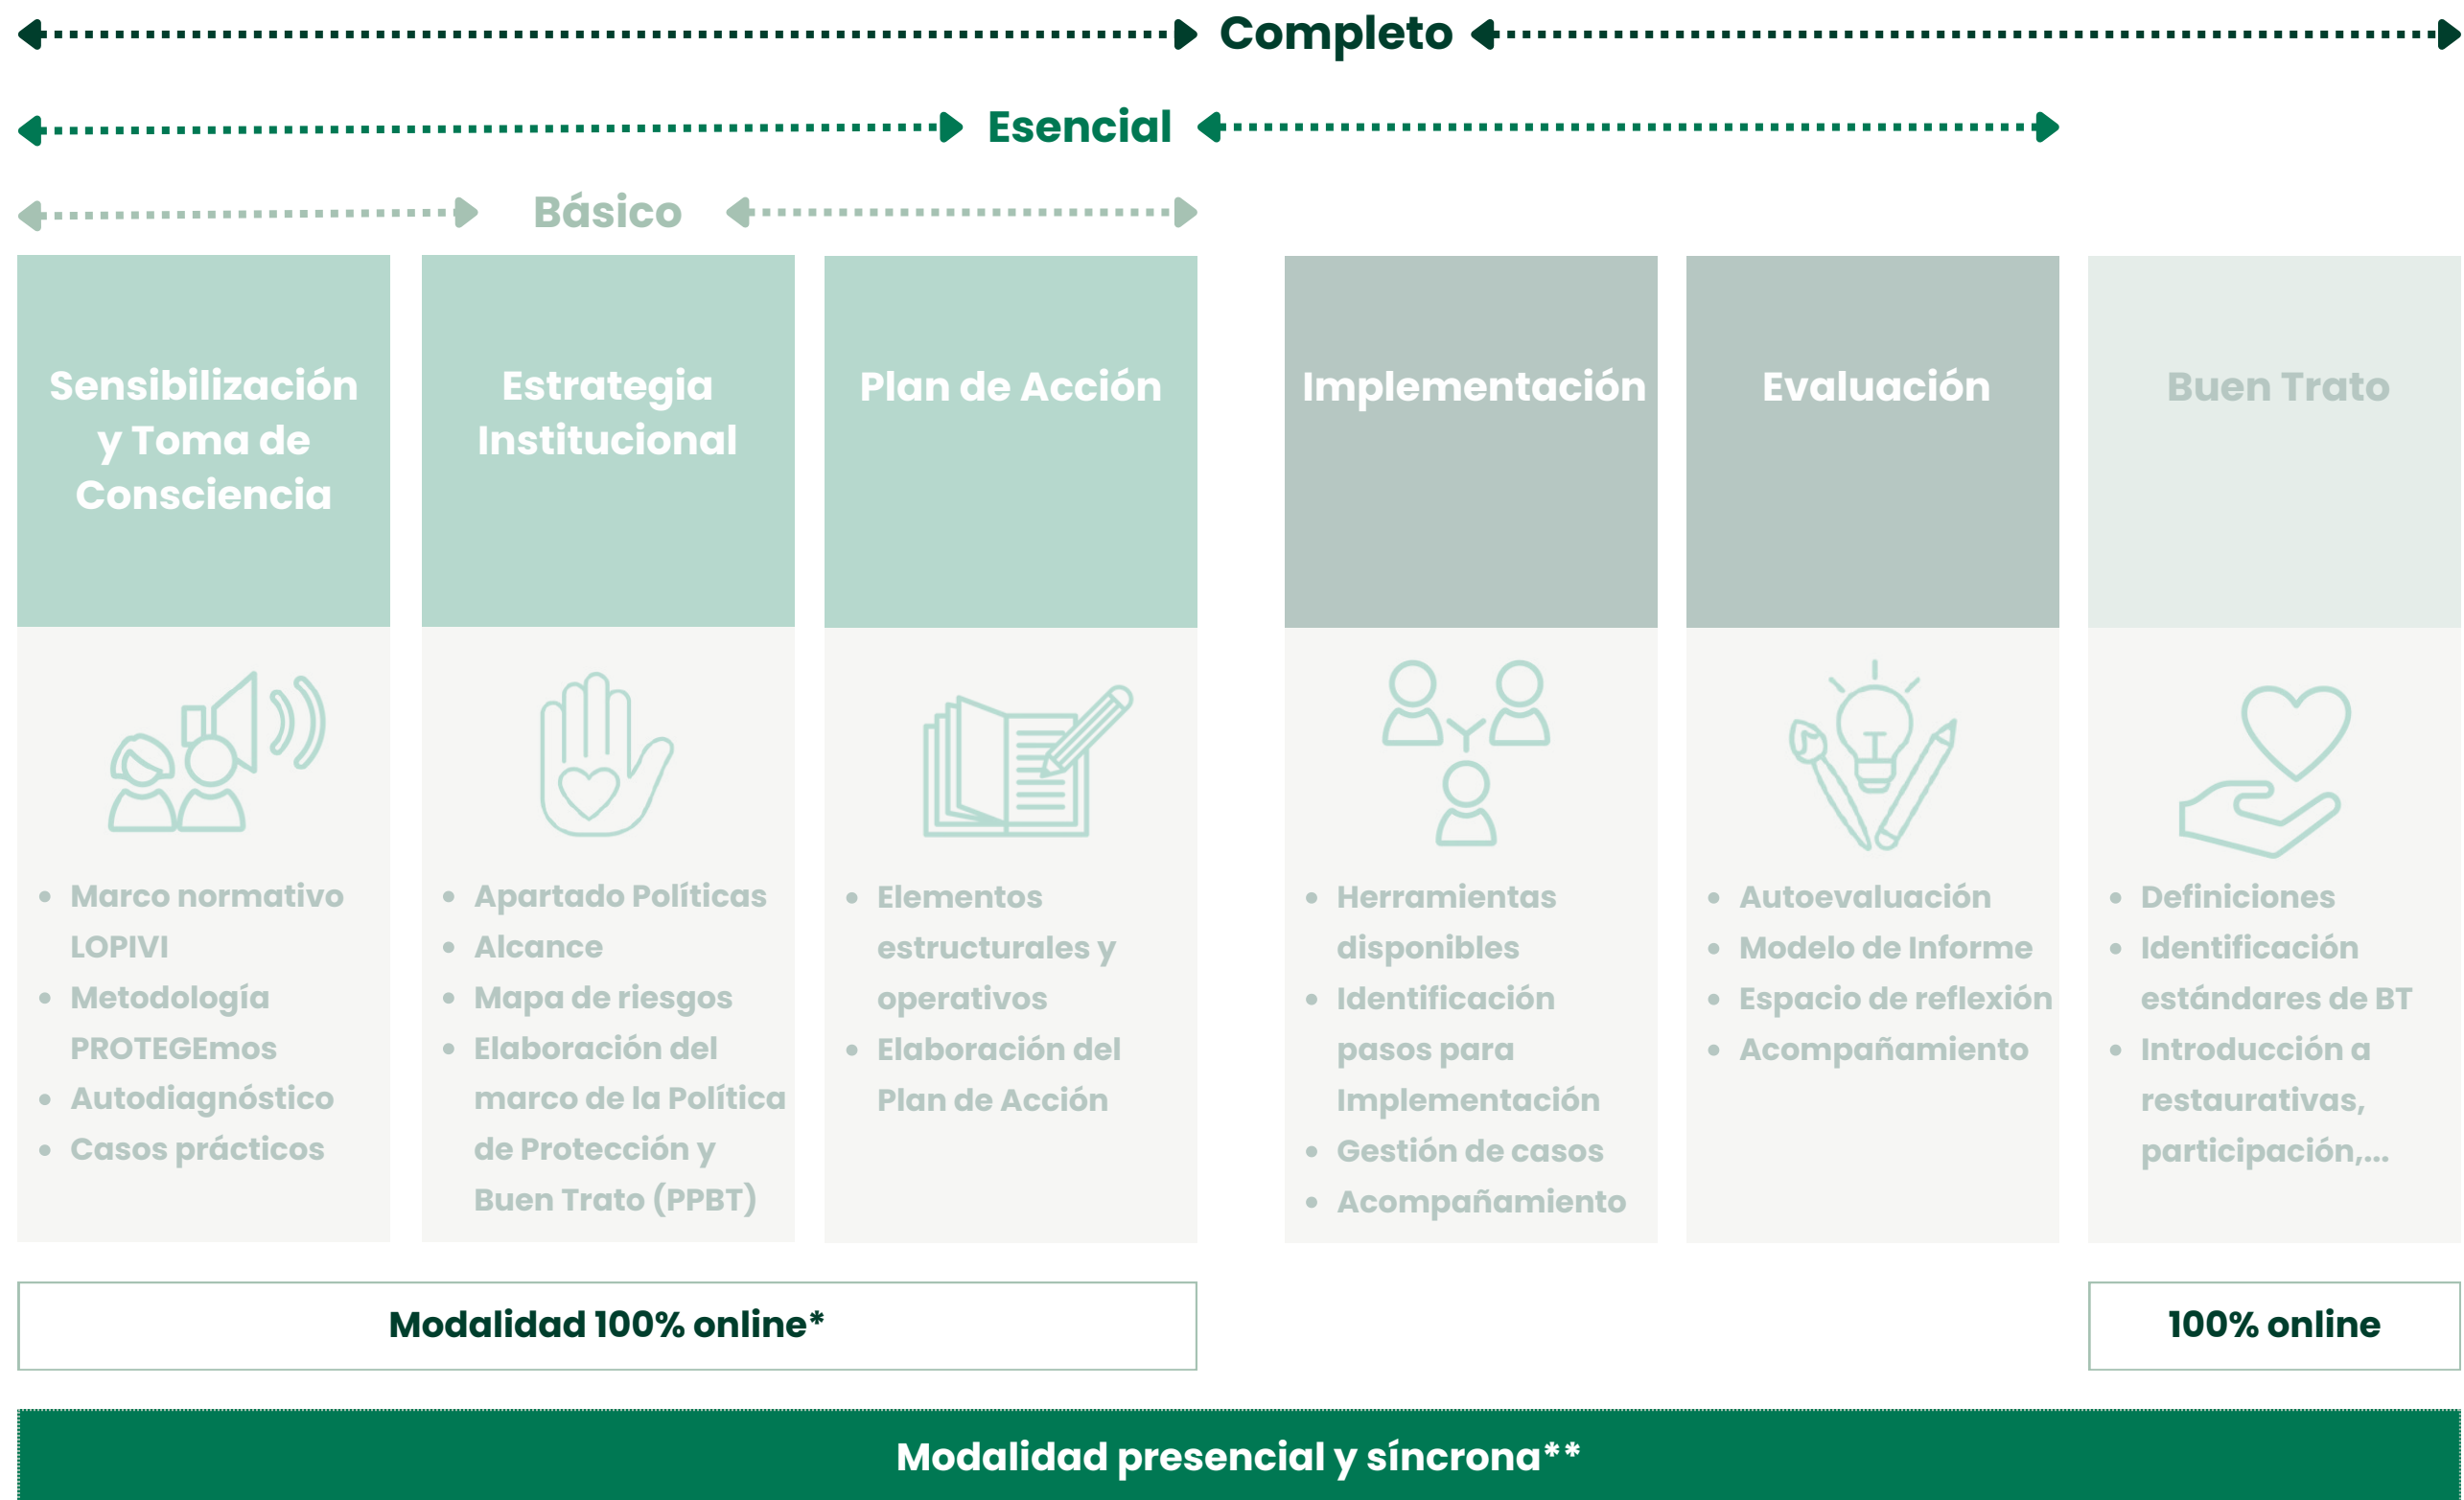 Completo
Esencial
Básico
Sensibilización
y Toma de
Consciencia
Estrategia
Institucional
Plan de Acción
Implementación
Evaluación
Buen Trato
• Marco normativo
LOPIVI
• Metodología
PROTEGEmos
• Autodiagnóstico
• Casos prácticos
• Apartado Políticas
• Alcance
• Mapa de riesgos
• Elaboración del
marco de la Política
de Protección y
Buen Trato (PPBT)
• Elementos
estructurales y
operativos
• Elaboración del
Plan de Acción
• Herramientas
disponibles
• Identificación
pasos para
Implementación
• Gestión de casos
• Acompañamiento
• Autoevaluación
• Modelo de Informe
• Espacio de reflexión
• Acompañamiento
• Definiciones
• Identificación
estándares de BT
• Introducción a
restaurativas,
participación,...
Modalidad 100% online*
100% online
Modalidad presencial y síncrona**